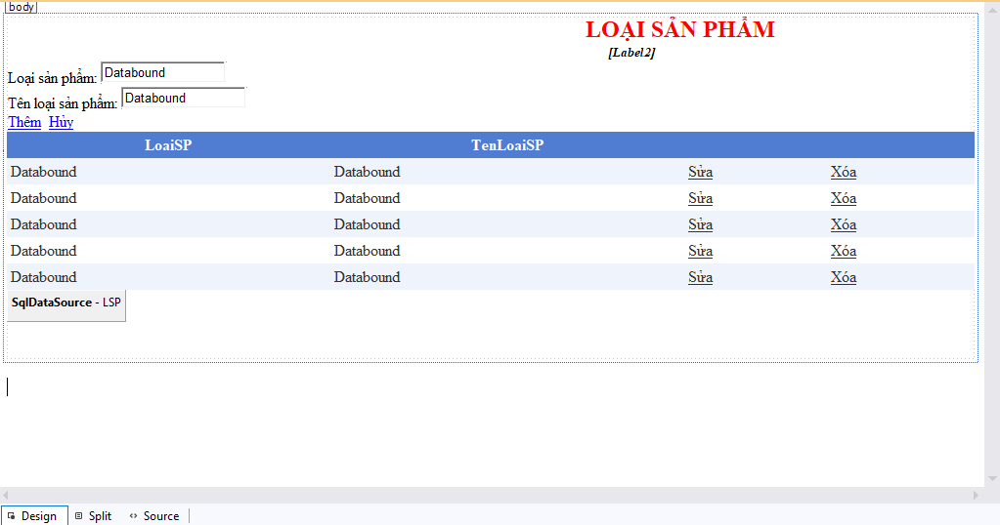 body
LOẠI SẢN PHẨM
[Label2]
Loại sản phẩm: Databound
Tên loại sản phẩm: Databound
Thêm Hủy
LoaiSP TenLoaiSP
Databound Databound Sửa Xóa
Databound Databound Sửa Xóa
Databound Databound Sửa Xóa
Databound Databound Sửa Xóa
Databound Databound Sửa Xóa
SqlDataSource - LSP
Design Split Source